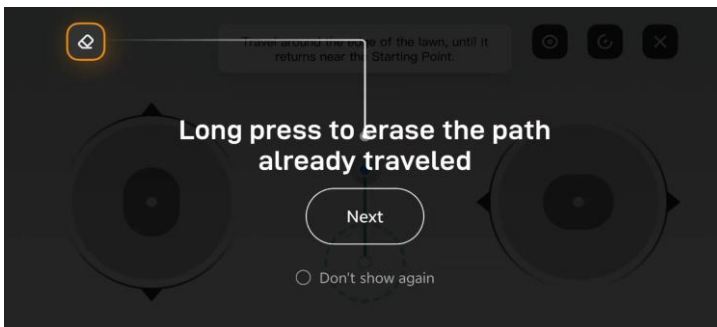 Travel around the edge of the lawn, until it
returns near the Starting Point.
Long press to erase the path
already traveled
Next
Don't show again